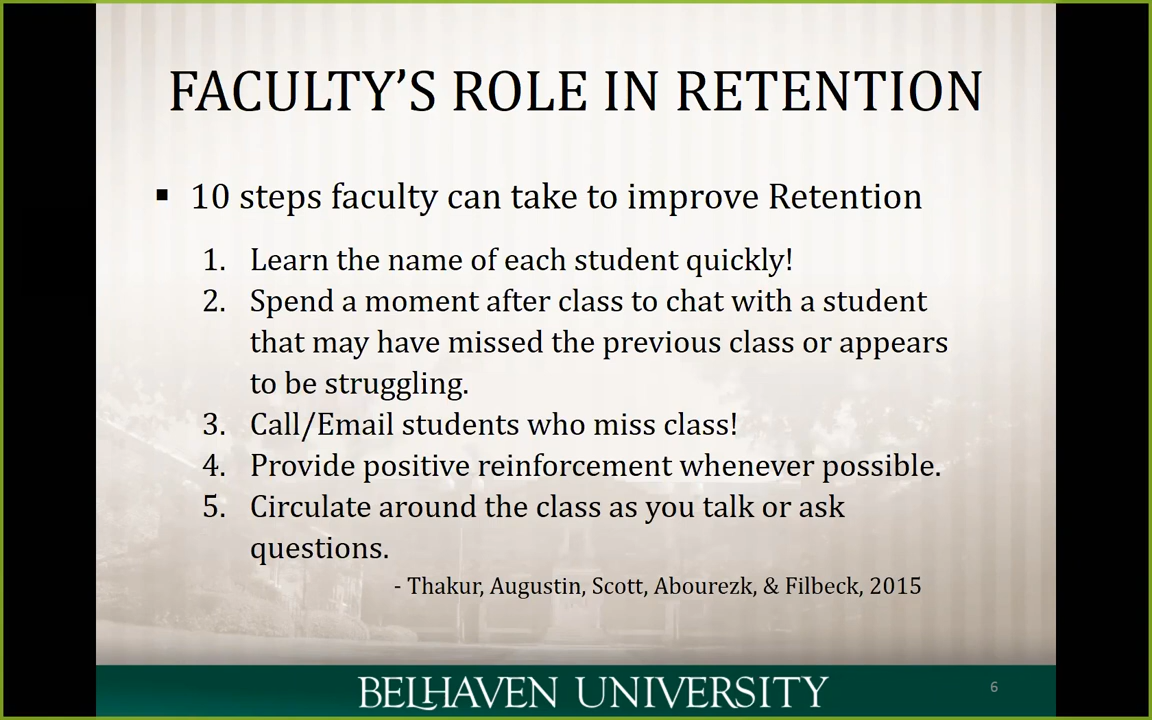 FACULTY’S ROLE IN RETENTION
▪ 10 steps faculty can take to improve Retention
1. Learn the name of each student quickly!
2. Spend a moment after class to chat with a student
that may have missed the previous class or appears
to be struggling.
3. Call/Email students who miss class!
4. Provide positive reinforcement whenever possible.
5. Circulate around the class as you talk or ask
questions.
- Thakur, Augustin, Scott, Abourezk, & Filbeck, 2015
BELHAVEN UNIVERSITY
6